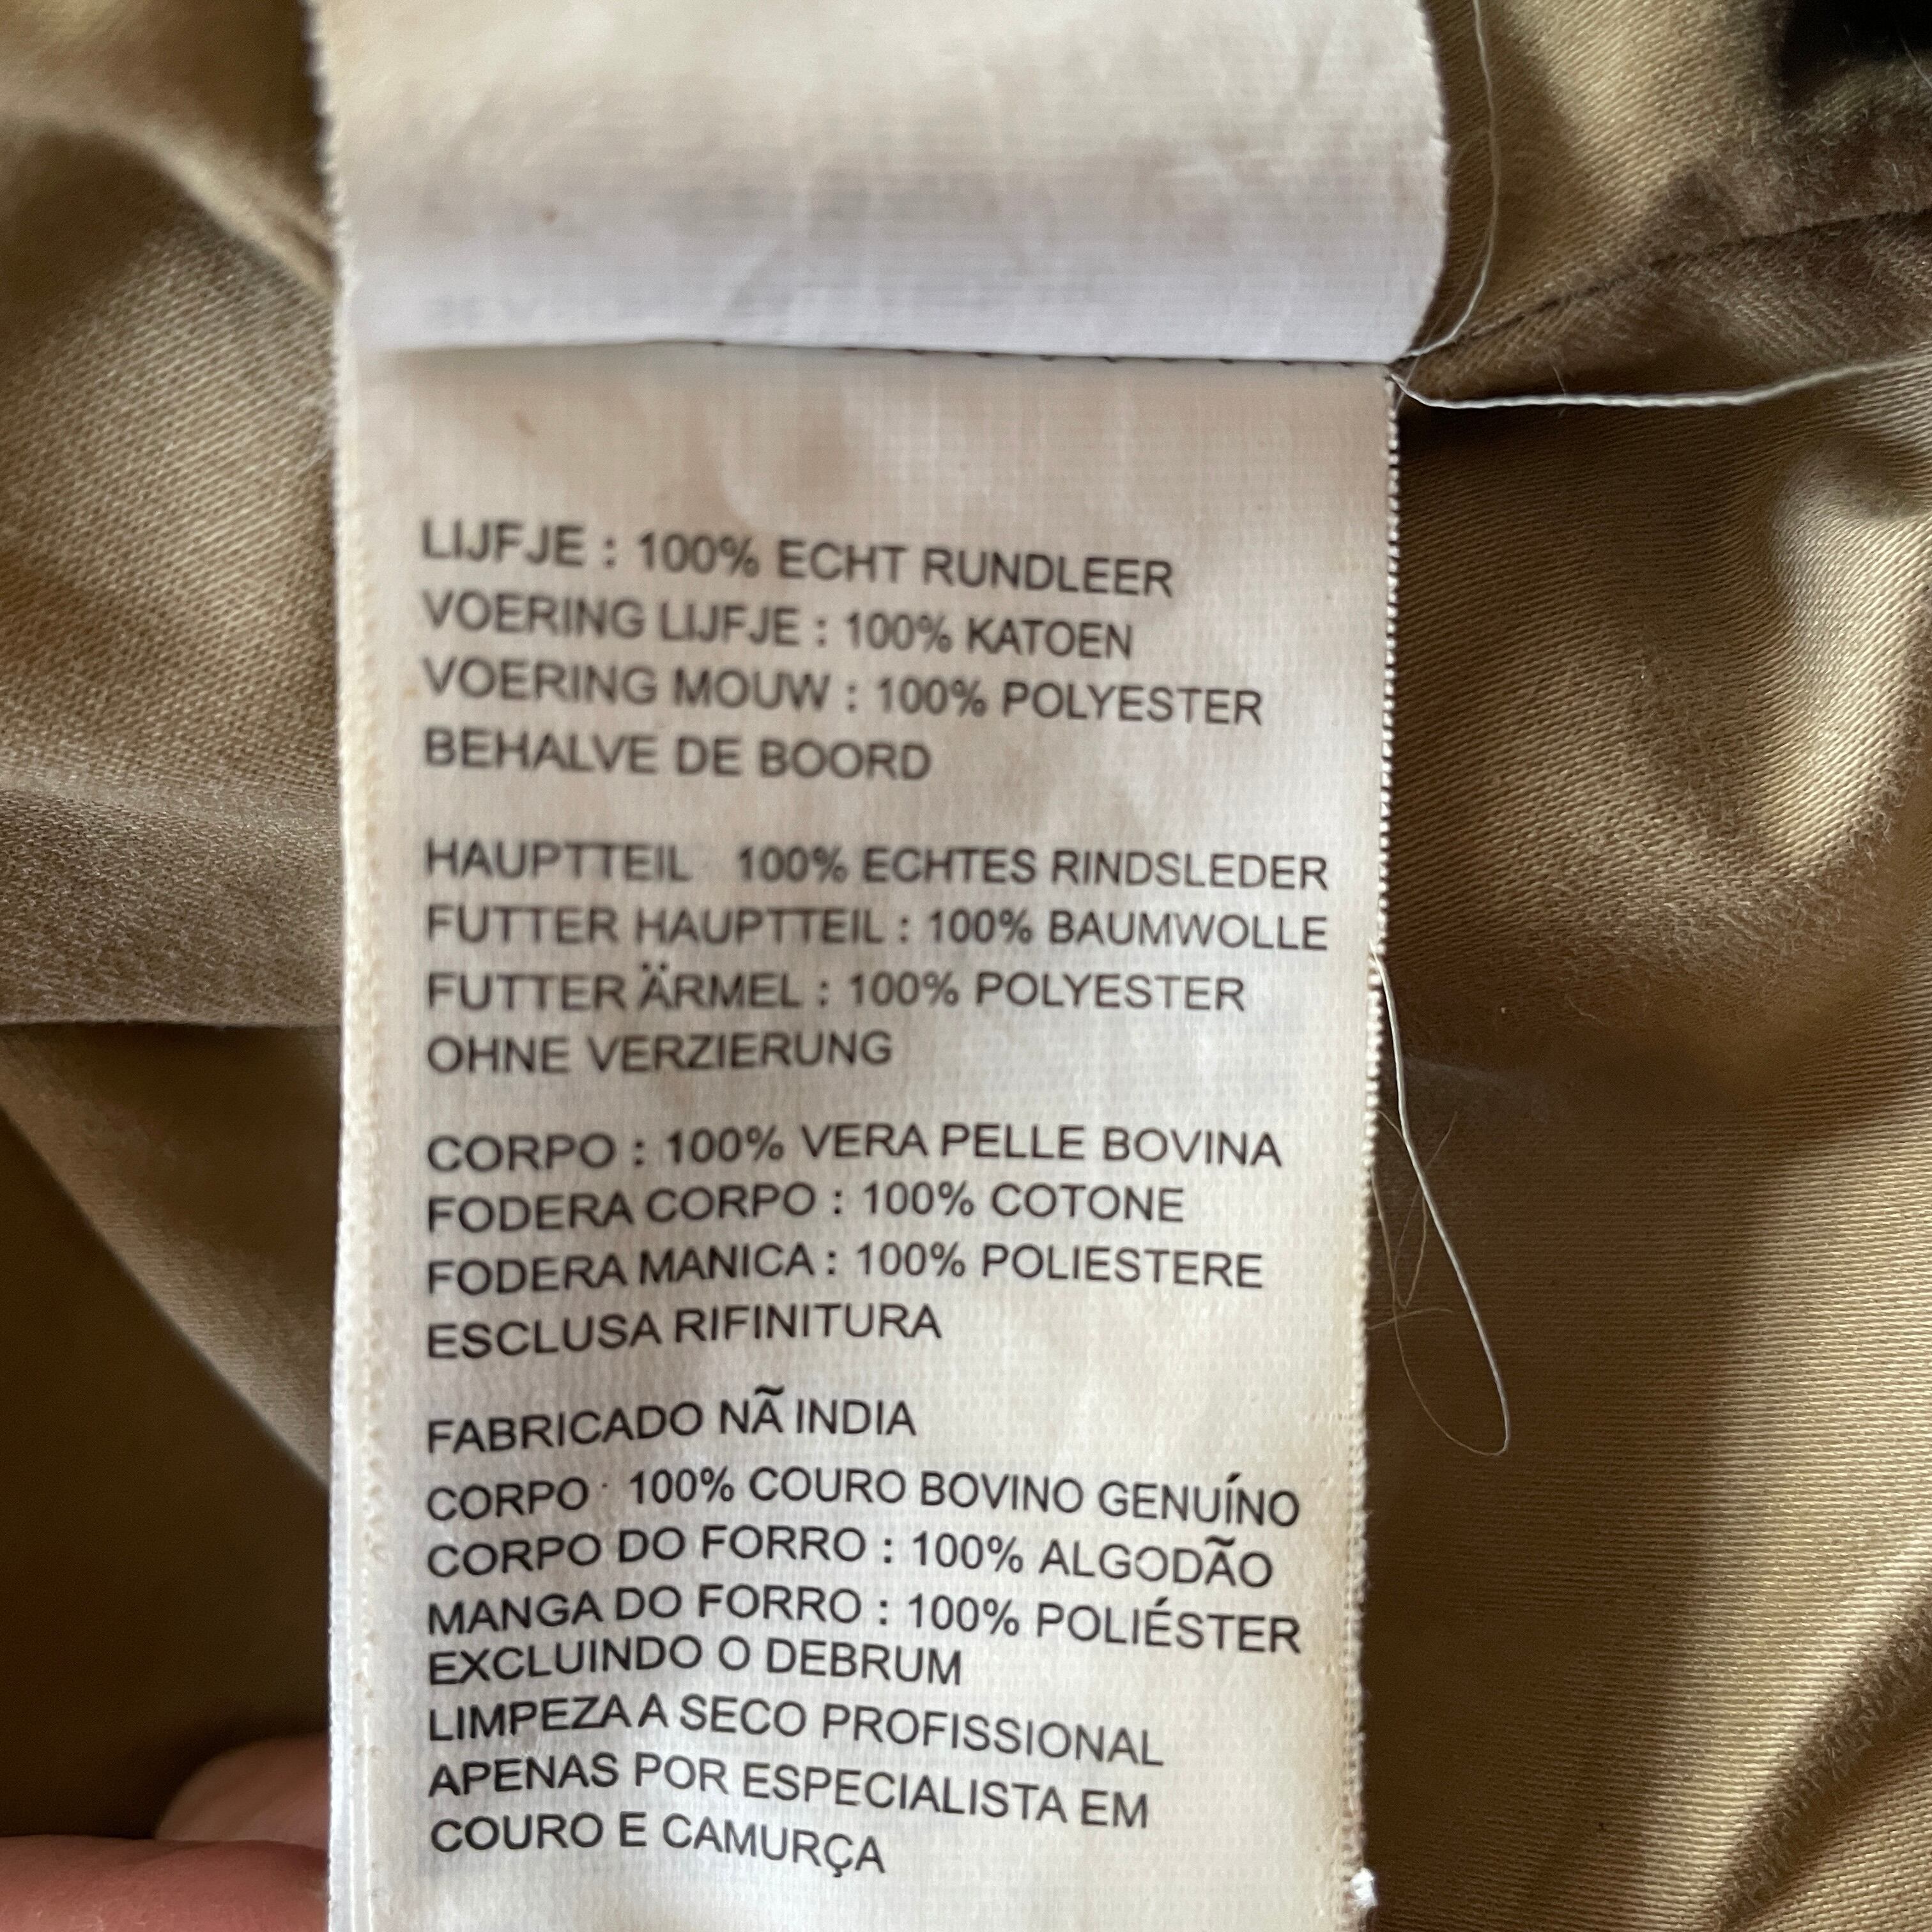 LIJFJE : 100% ECHT RUNDLEER
VOERING LIJFJE : 100% KATOEN
VOERING MOUW : 100% POLYESTER
BEHALVE DE BOORD
HAUPTTEIL 100% ECHTES RINDSLEDER
FUTTER HAUPTTEIL : 100% BAUMWOLLE
FUTTER ÄRMEL : 100% POLYESTER
OHNE VERZIERUNG
CORPO : 100% VERA PELLE BOVINA
FODERA CORPO : 100% COTONE
FODERA MANICA : 100% POLIESTERE
ESCLUSA RIFINITURA
FABRICADO NÃ INDIA
CORPO · 100% COURO BOVINO GENUÍNO
CORPO DO FORRO : 100% ALGODÃO
MANGA DO FORRO : 100% POLIÉSTER
EXCLUINDO O DEBRUM
LIMPEZA A SECO PROFISSIONAL
APENAS POR ESPECIALISTA EM
COURO E CAMURÇA